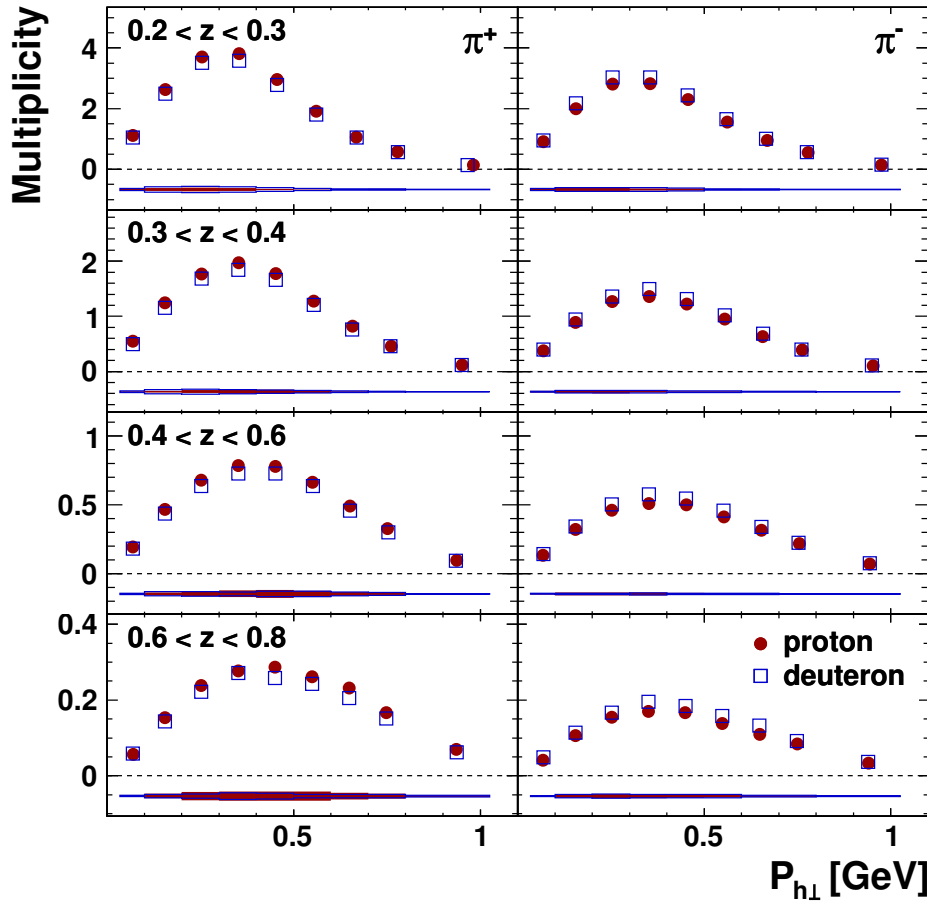 Multiplicity
0.2 < z < 0.3
π+
π-
4
2
0
0.3 < z < 0.4
2
1
0
0.4 < z < 0.6
1
0.5
0
0.6 < z < 0.8
proton
deuteron
0.4
0.2
0
0.5 1 0.5 1
Ph⊥ [GeV]